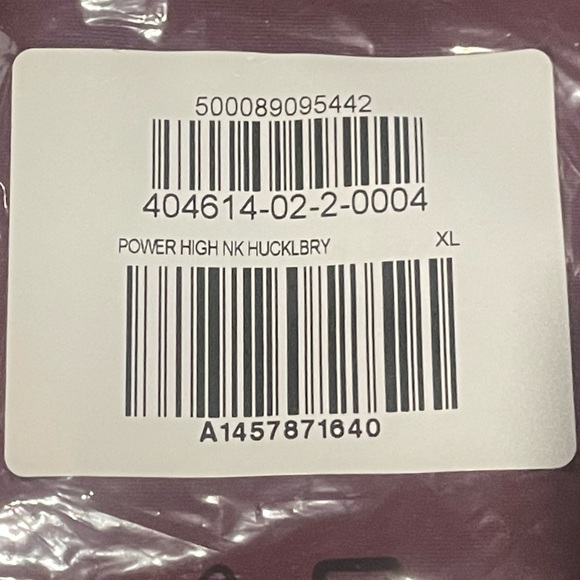 500089095442
404614-02-2-0004
POWER HIGH NK HUCKLBRY XL
A1457871640